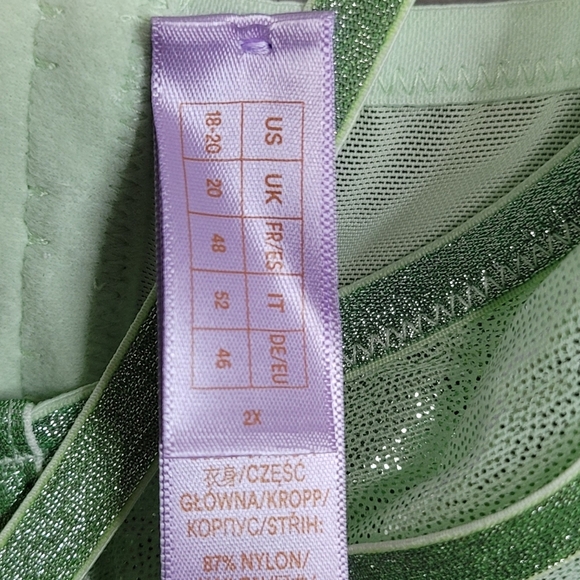 US UK FR/ES IT DE/EU
18-20 20 48 52 46
2X
衣身/CZĘŚĆ
GŁÓWNA/KROPP/
КОРПУС/STŘIH:
87% NYLON/